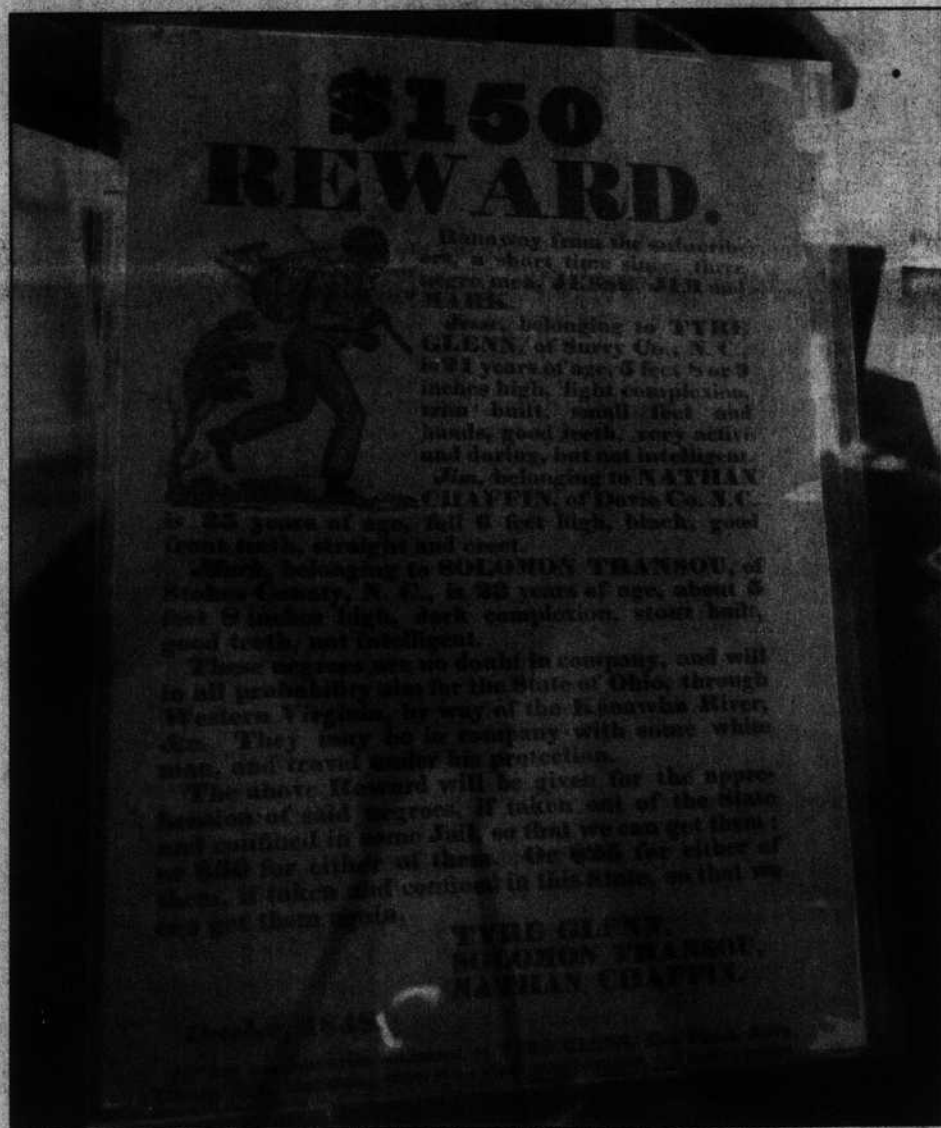 $150
REWARD.
Ranaway from the subscrib-
ers, a short time since, three
negro men, JESSE, JIM and
MARK.
Jesse, belonging to TYRE
GLENN, of Surry Co., N. C.,
is 21 years of age, 5 feet 8 or 9
inches high, light complexion,
trim built, small feet and
hands, good teeth, very active
and daring, but not intelligent.
Jim, belonging to NATHAN
CHAFFIN, of Davie Co. N.C.
is 25 years of age, full 6 feet high, black, good
front teeth, straight and erect.
Mark, belonging to SOLOMON TRANSOU, of
Stokes County, N. C., is 23 years of age, about 5
feet 8 inches high, dark complexion, stout built,
good teeth, not intelligent.
These negroes are no doubt in company, and will
in all probability aim for the State of Ohio, through
Western Virginia, by way of the Kanawha River,
&c. They may be in company with some white
man, and travel under his protection.
The above Reward will be given for the appre-
hension of said negroes, if taken out of the State
and confined in some Jail, so that we can get them;
or $50 for either of them. Or $25 for either of
them, if taken and confined in this State, so that we
can get them again.
TYRE GLENN,
SOLOMON TRANSOU,
NATHAN CHAFFIN.